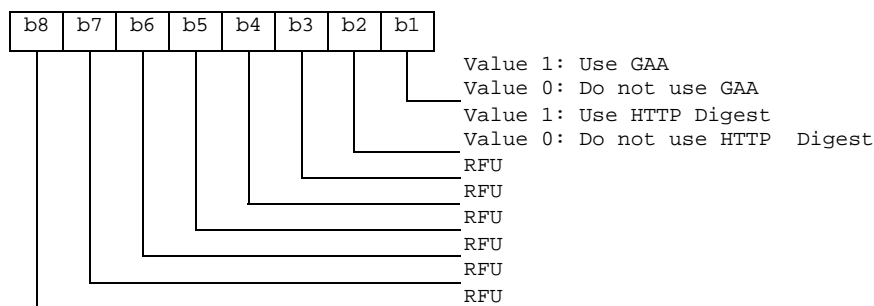 b8 b7 b6 b5 b4 b3 b2 b1
Value 1: Use GAA
Value 0: Do not use GAA
Value 1: Use HTTP Digest
Value 0: Do not use HTTP Digest
RFU
RFU
RFU
RFU
RFU
RFU